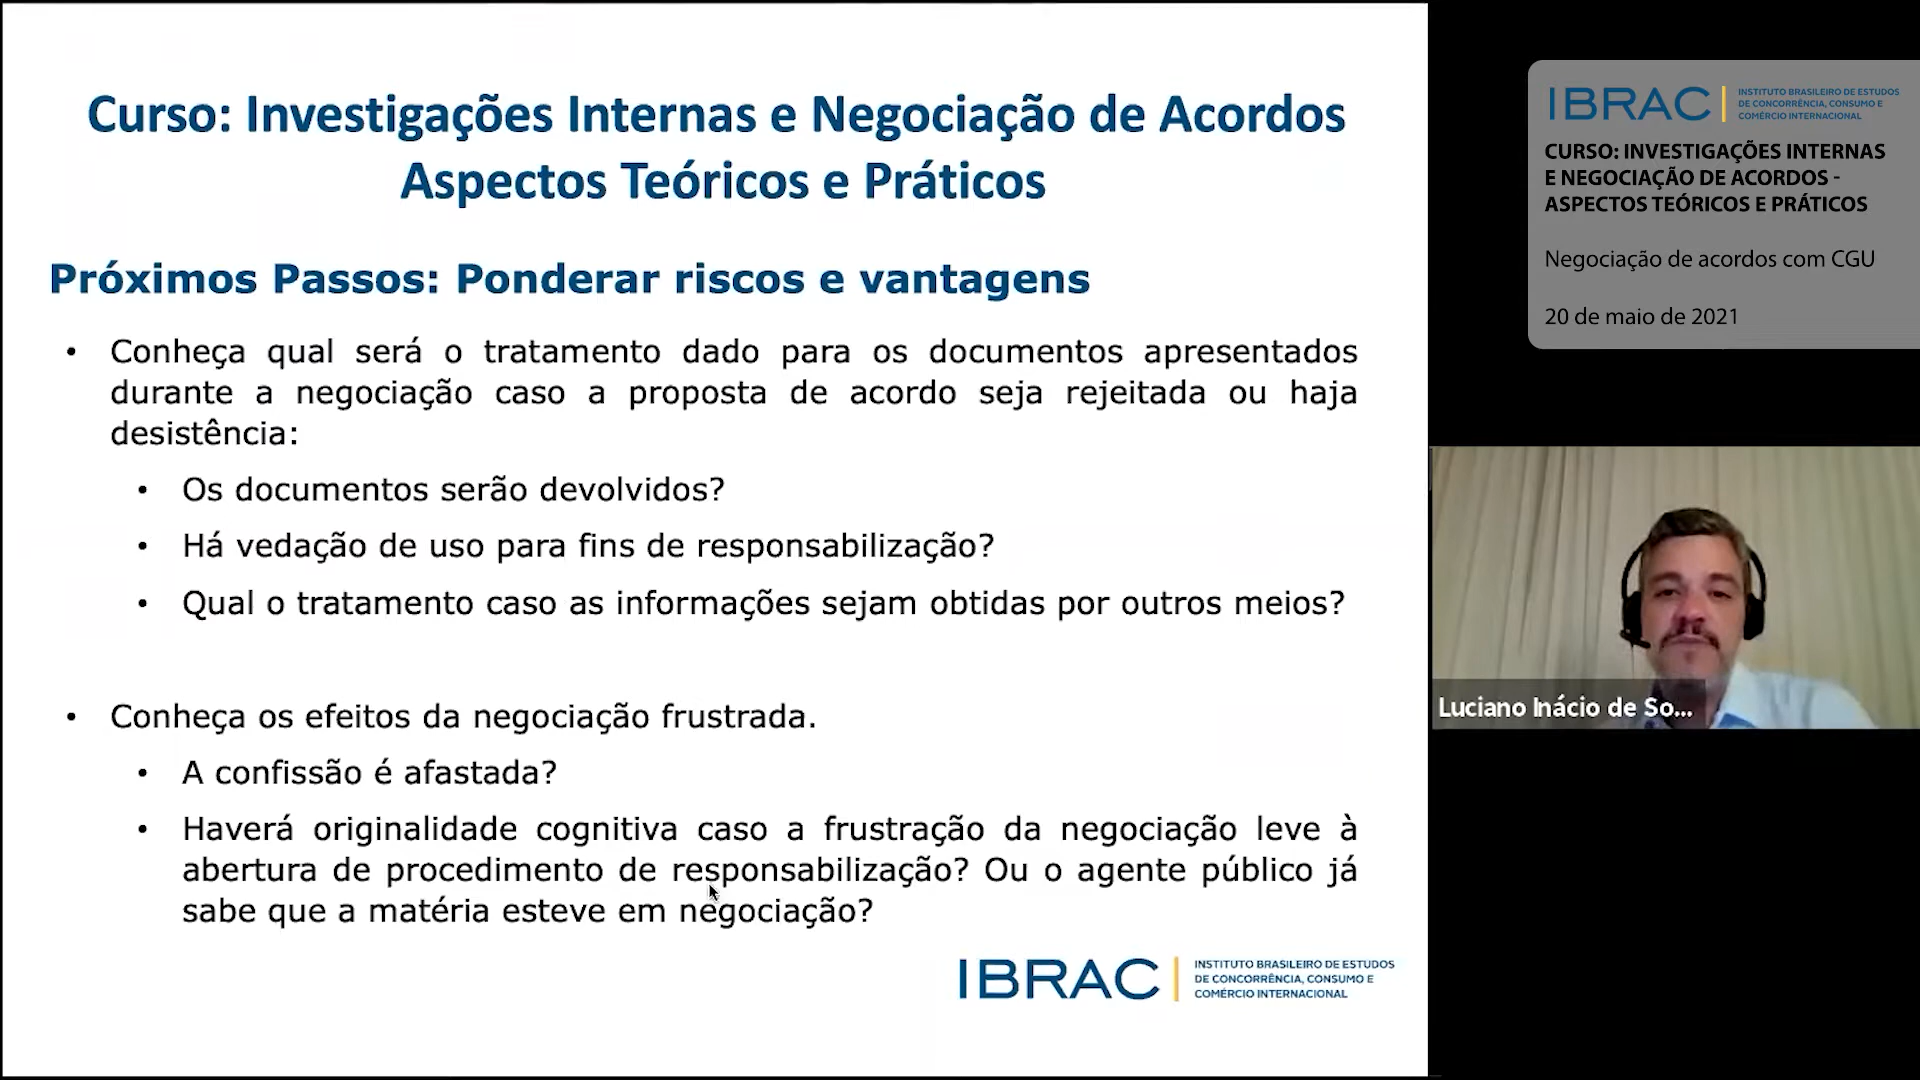 Curso: Investigações Internas e Negociação de Acordos
Aspectos Teóricos e Práticos
Próximos Passos: Ponderar riscos e vantagens
• Conheça qual será o tratamento dado para os documentos apresentados
durante a negociação caso a proposta de acordo seja rejeitada ou haja
desistência:
• Os documentos serão devolvidos?
• Há vedação de uso para fins de responsabilização?
• Qual o tratamento caso as informações sejam obtidas por outros meios?
• Conheça os efeitos da negociação frustrada.
• A confissão é afastada?
• Haverá originalidade cognitiva caso a frustração da negociação leve à
abertura de procedimento de responsabilização? Ou o agente público já
sabe que a matéria esteve em negociação?
IBRAC
INSTITUTO BRASILEIRO DE ESTUDOS
DE CONCORRÊNCIA, CONSUMO E
COMÉRCIO INTERNACIONAL
IBRAC
INSTITUTO BRASILEIRO DE ESTUDOS
DE CONCORRÊNCIA, CONSUMO E
COMÉRCIO INTERNACIONAL
CURSO: INVESTIGAÇÕES INTERNAS
E NEGOCIAÇÃO DE ACORDOS -
ASPECTOS TEÓRICOS E PRÁTICOS
Negociação de acordos com CGU
20 de maio de 2021
Luciano Inácio de So...